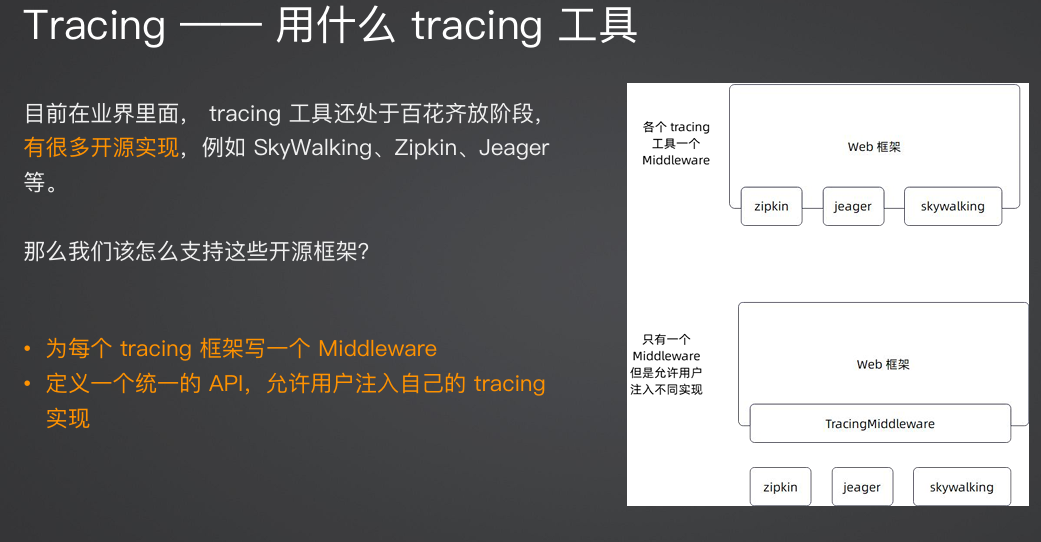 Tracing —— 用什么 tracing 工具
目前在业界里面， tracing 工具还处于百花齐放阶段，
有很多开源实现，例如 SkyWalking、Zipkin、Jeager
等。
那么我们该怎么支持这些开源框架？
• 为每个 tracing 框架写一个 Middleware
• 定义一个统一的 API，允许用户注入自己的 tracing
实现
各个 tracing
工具一个
Middleware
Web 框架
zipkin
jeager
skywalking
只有一个
Middleware
但是允许用户
注入不同实现
Web 框架
TracingMiddleware
zipkin
jeager
skywalking